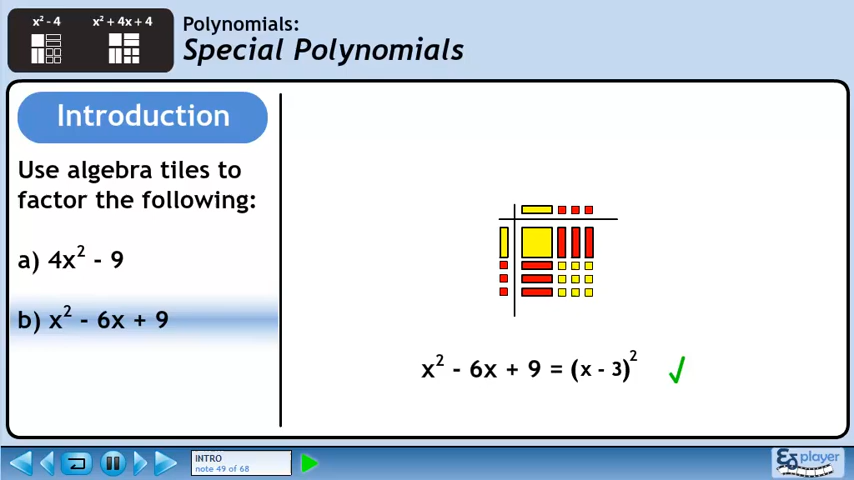 x² - 4 x² + 4x + 4
Polynomials:
Special Polynomials
Introduction
Use algebra tiles to
factor the following:
a) 4x² - 9
b) x² - 6x + 9
x² - 6x + 9 = (x - 3)² √
INTRO
note 49 of 68
player